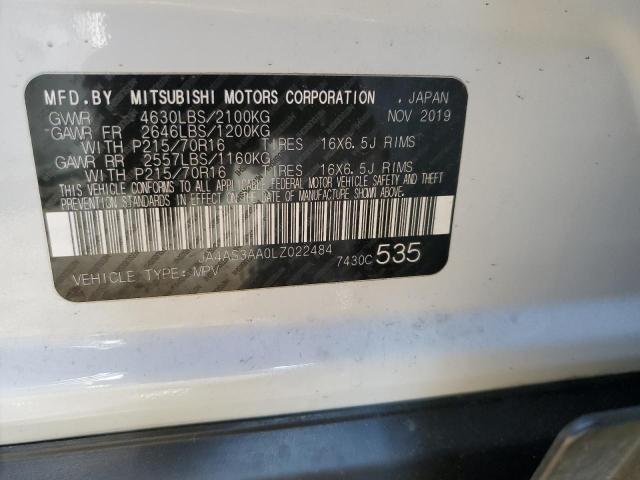 MFD.BY MITSUBISHI MOTORS CORPORATION . JAPAN
GVWR 4630LBS/2100KG NOV 2019
GAWR FR 2646LBS/1200KG
WITH P215/70R16 TIRES 16X6.5J RIMS
GAWR RR 2557LBS/1160KG
WITH P215/70R16 TIRES 16X6.5J RIMS
THIS VEHICLE CONFORMS TO ALL APPLICABLE FEDERAL MOTOR VEHICLE SAFETY AND THEFT
PREVENTION STANDARDS IN EFFECT ON THE DATE OF MANUFACTURE SHOWN ABOVE.
JA4AS3AA0LZ022484
VEHICLE TYPE: MPV 7430C 535